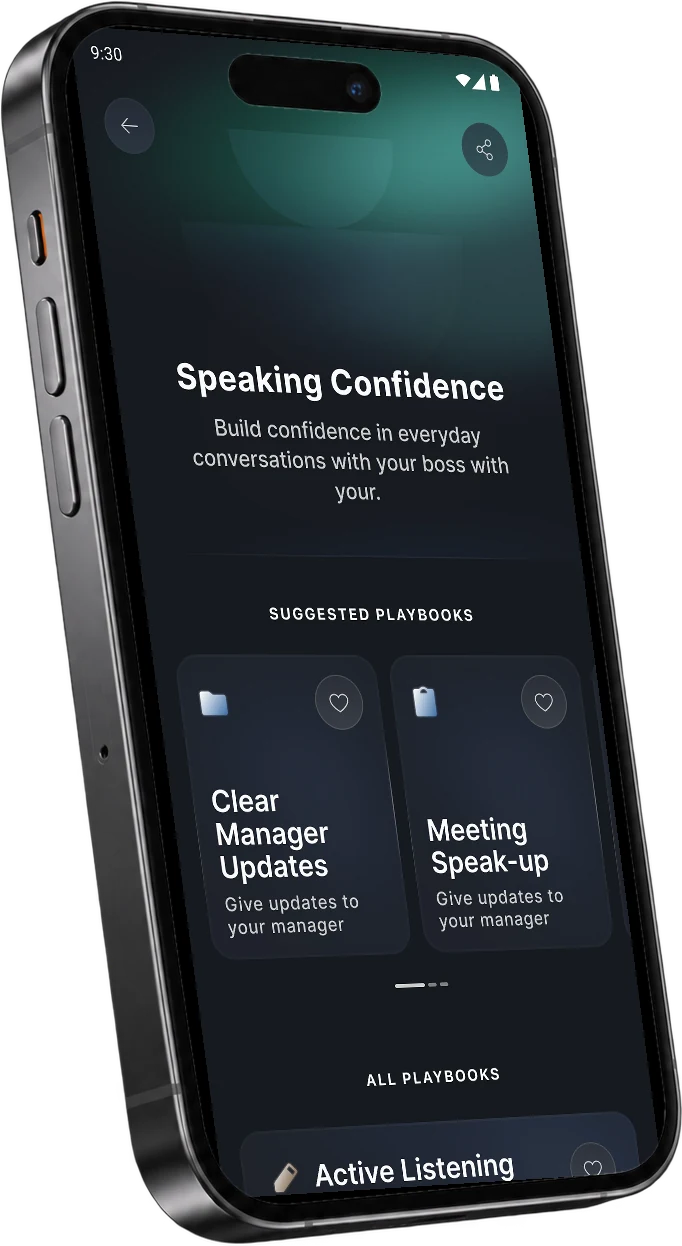 9:30
Speaking Confidence
Build confidence in everyday
conversations with your boss with
your.
SUGGESTED PLAYBOOKS
Clear
Manager
Updates
Give updates to
your manager
Meeting
Speak-up
Give updates to
your manager
ALL PLAYBOOKS
Active Listening